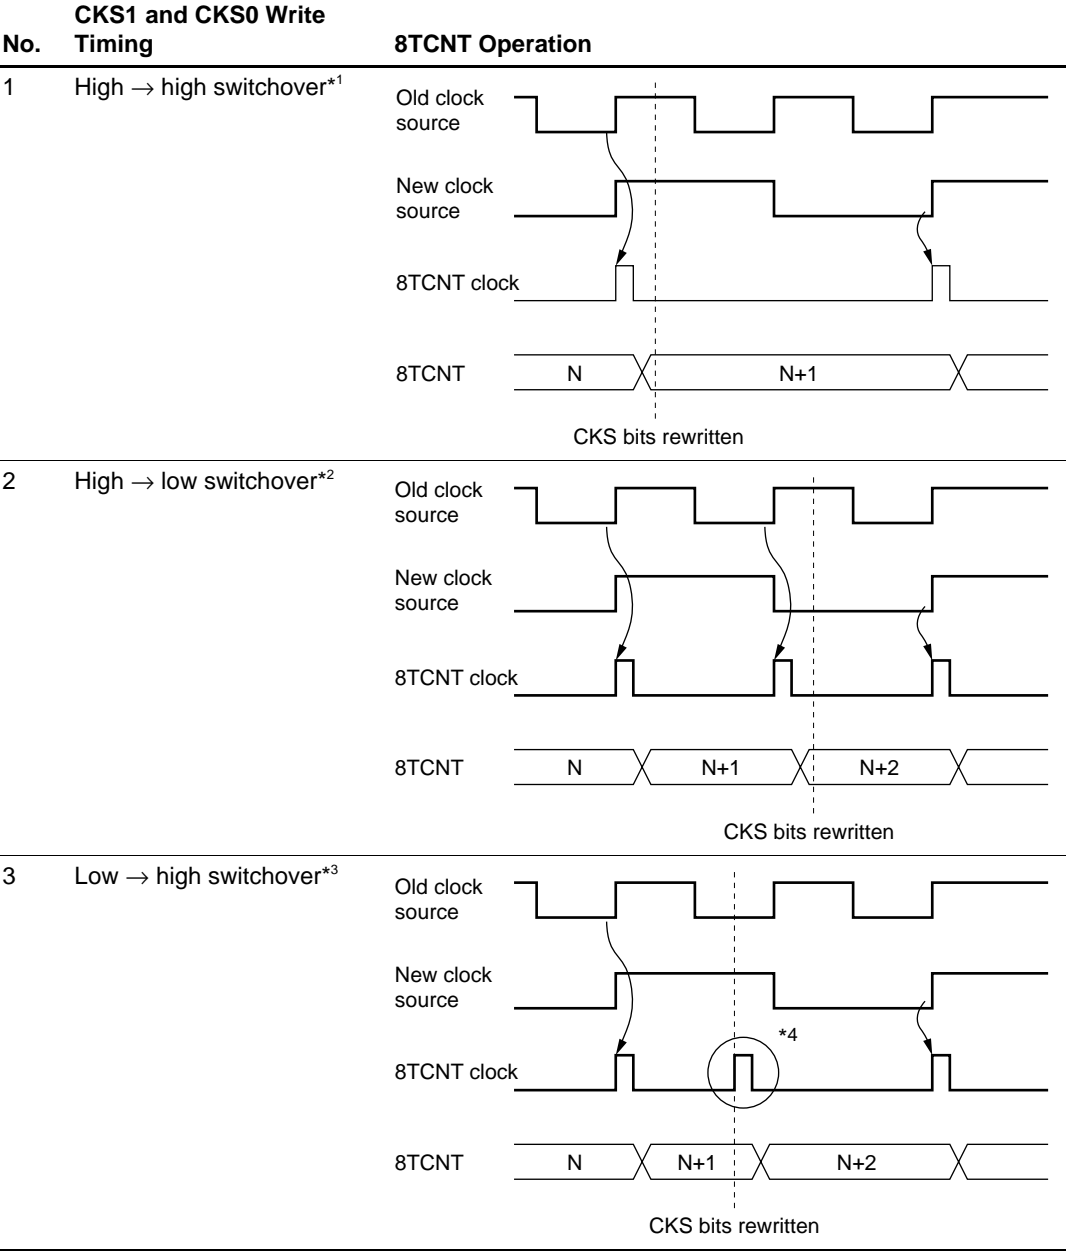 No. CKS1 and CKS0 Write Timing 8TCNT Operation
1 High → high switchover*1
Old clock source
New clock source
8TCNT clock
8TCNT N N+1
CKS bits rewritten
2 High → low switchover*2
Old clock source
New clock source
8TCNT clock
8TCNT N N+1 N+2
CKS bits rewritten
3 Low → high switchover*3
Old clock source
New clock source
*4
8TCNT clock
8TCNT N N+1 N+2
CKS bits rewritten